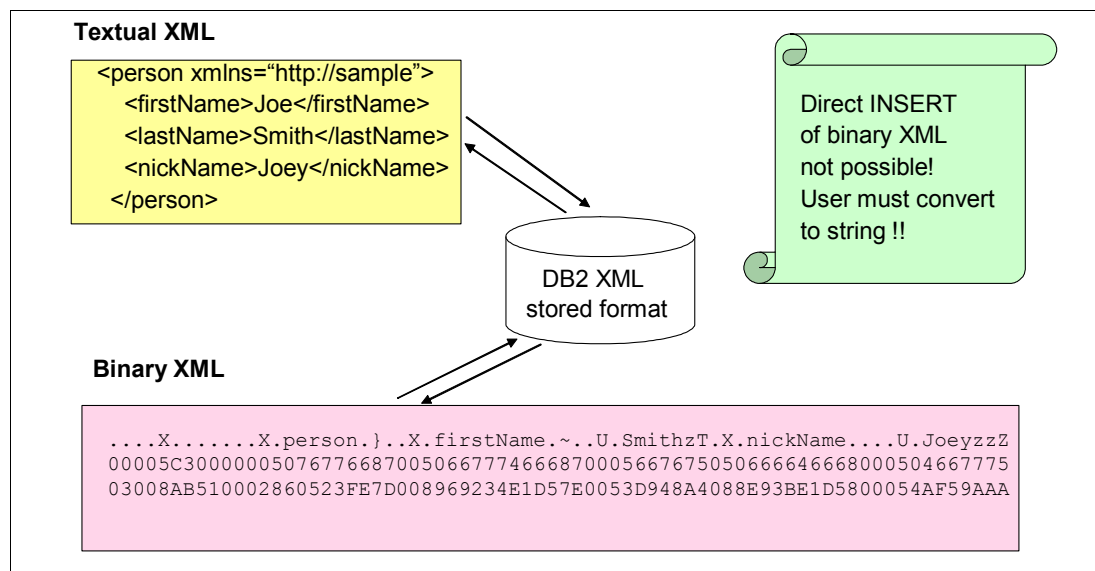 Textual XML
<person xmlns=“http://sample”>
<firstName>Joe</firstName>
<lastName>Smith</lastName>
<nickName>Joey</nickName>
</person>
Direct INSERT
of binary XML
not possible!
User must convert
to string !!
DB2 XML
stored format
Binary XML
....X.......X.person.}..X.firstName.~..U.SmithzT.X.nickName....U.JoeyzzZ
00005C300000050767766870050667774666870005667675050666646668000504667775
03008AB510002860523FE7D008969234E1D57E0053D948A4088E93BE1D5800054AF59AAA